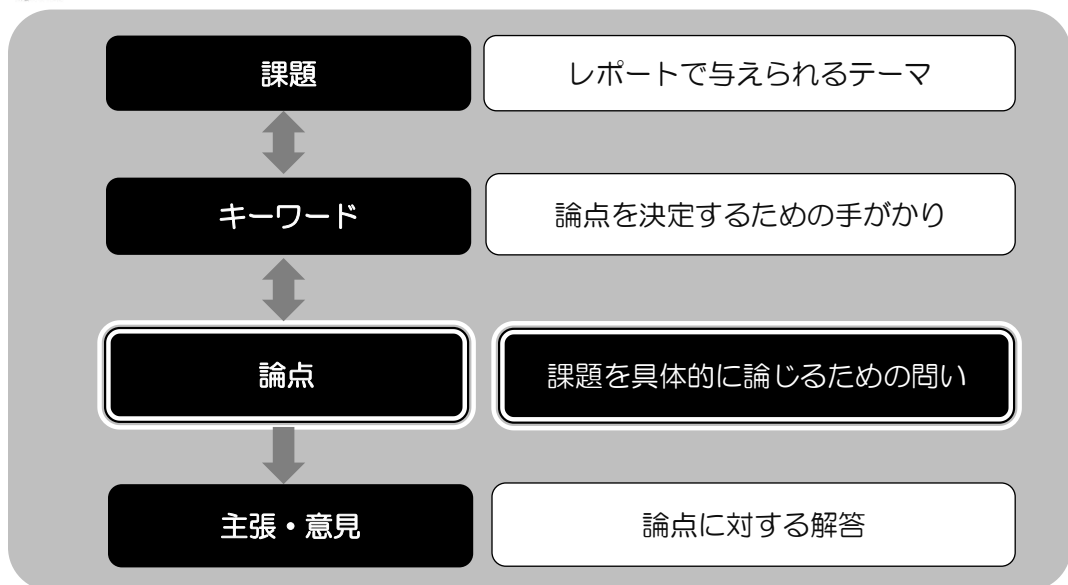 課題
レポートで与えられるテーマ
キーワード
論点を決定するための手がかり
論点
課題を具体的に論じるための問い
主張・意見
論点に対する解答